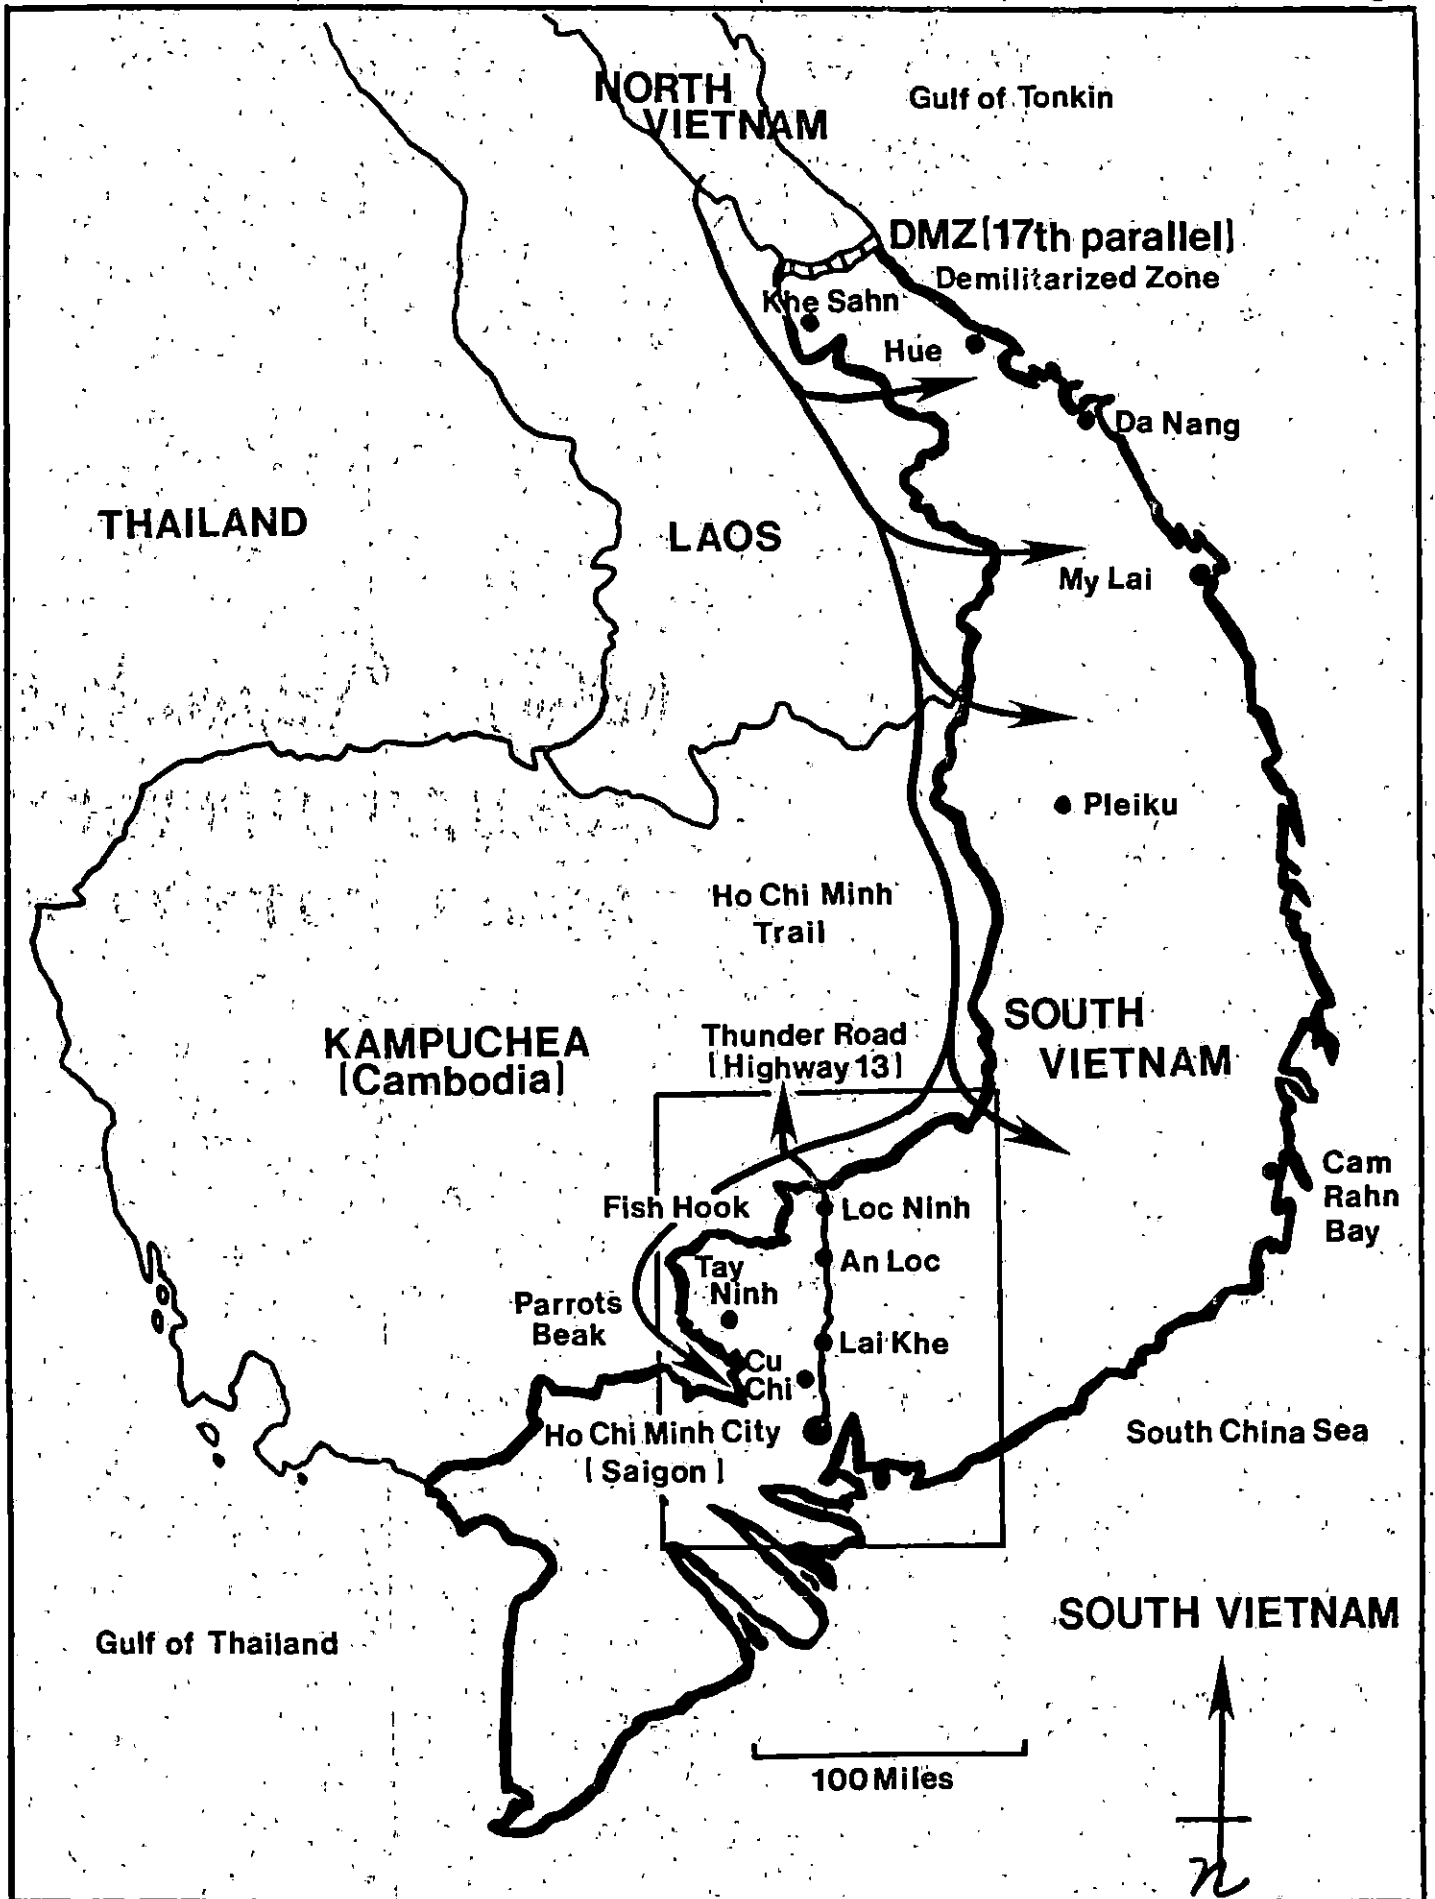 NORTH
VIETNAM
Gulf of Tonkin
DMZ[17th parallel]
Demilitarized Zone
Khe Sahn
Hue
Da Nang
THAILAND
LAOS
My Lai
Pleiku
Ho Chi Minh
Trail
SOUTH
VIETNAM
KAMPUCHEA
[Cambodia]
Thunder Road
[Highway 13]
Fish Hook
Loc Ninh
Cam
Rahn
Bay
An Loc
Tay
Ninh
Parrots
Beak
Lai Khe
Cu
Chi
Ho Chi Minh City
[Saigon]
South China Sea
Gulf of Thailand
SOUTH VIETNAM
100 Miles
n